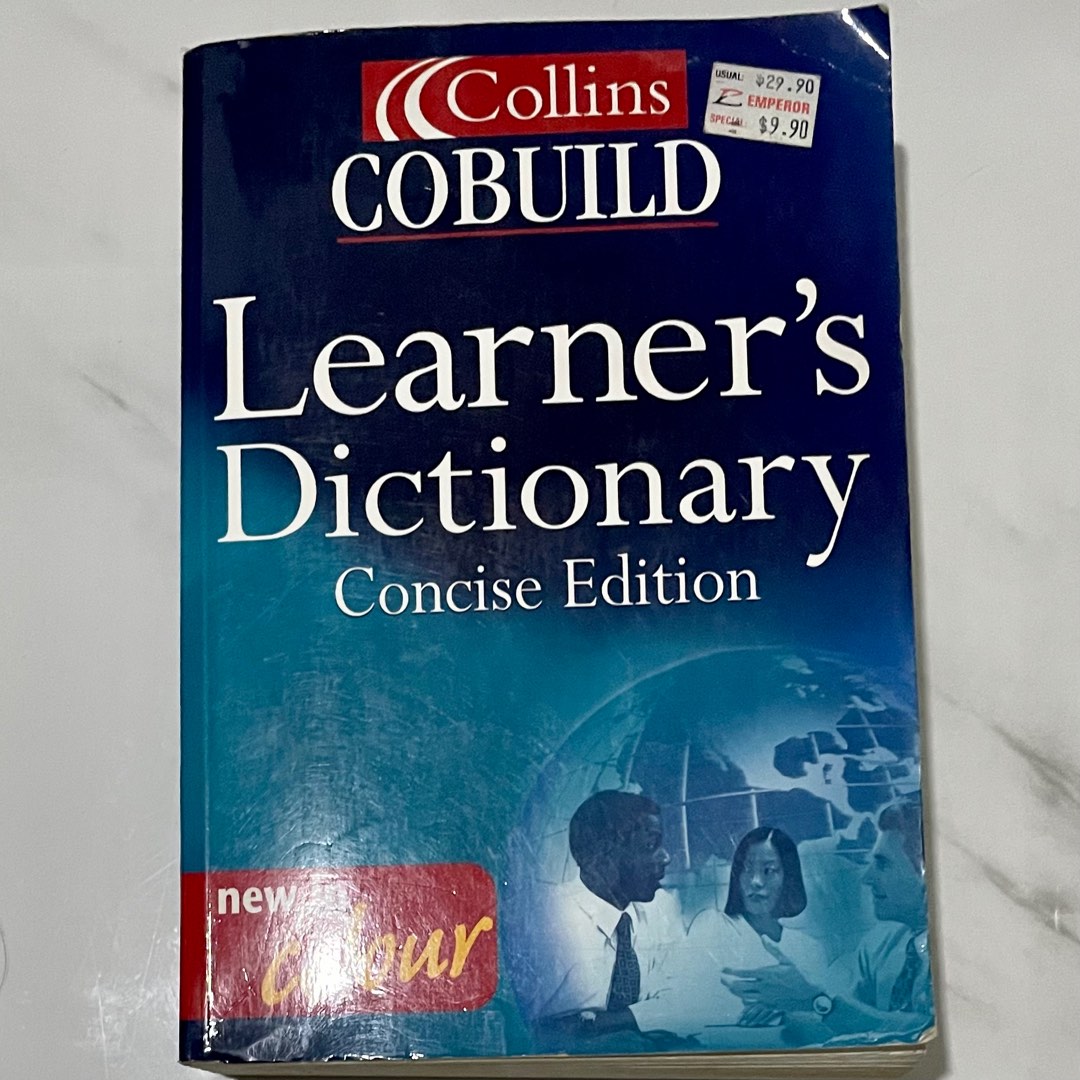 Collins
COBUILD
USUAL: $29.90
EMPEROR
SPECIAL: $9.90
Learner's
Dictionary
Concise Edition
new
colour